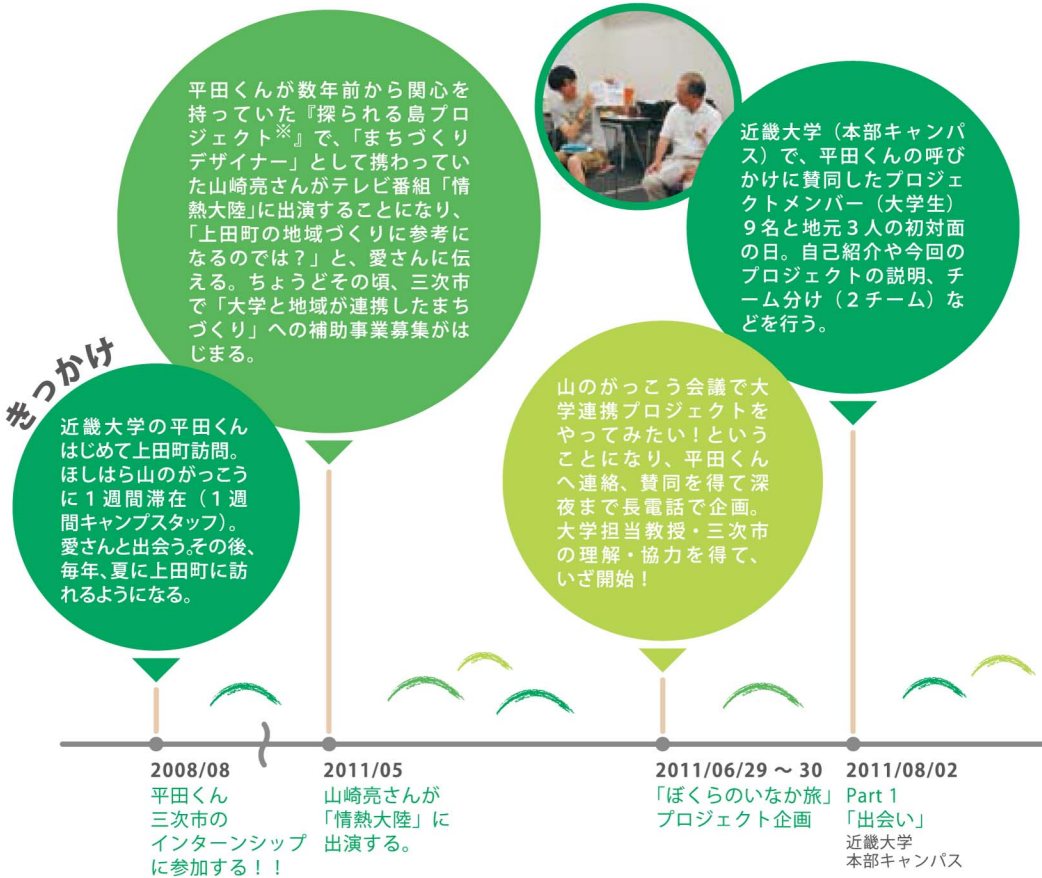 きっかけ
近畿大学の平田くん
はじめて上田町訪問。
ほしはら山のがっこう
に1週間滞在（1週
間キャンプスタッフ）。
愛さんと出会う。その後、
毎年、夏に上田町に訪
れるようになる。
2008/08
平田くん
三次市の
インターンシップ
に参加する！！
平田くんが数年前から関心を
持っていた『探られる島プロ
ジェクト※』で、「まちづくり
デザイナー」として携わってい
た山崎亮さんがテレビ番組「情
熱大陸」に出演することになり、
「上田町の地域づくりに参考に
なるのでは？」と、愛さんに伝
える。ちょうどその頃、三次市
で「大学と地域が連携したまち
づくり」への補助事業募集がは
じまる。
2011/05
山崎亮さんが
「情熱大陸」に
出演する。
山のがっこう会議で大
学連携プロジェクトを
やってみたい！という
ことになり、平田くん
へ連絡、賛同を得て深
夜まで長電話で企画。
大学担当教授・三次市
の理解・協力を得て、
いざ開始！
2011/06/29 ～ 30
「ぼくらのいなか旅」
プロジェクト企画
近畿大学（本部キャンパ
ス）で、平田くんの呼び
かけに賛同したプロジェ
クトメンバー（大学生）
9名と地元3人の初対面
の日。自己紹介や今回の
プロジェクトの説明、チ
ーム分け（2チーム）な
どを行う。
2011/08/02
Part 1
「出会い」
近畿大学
本部キャンパス